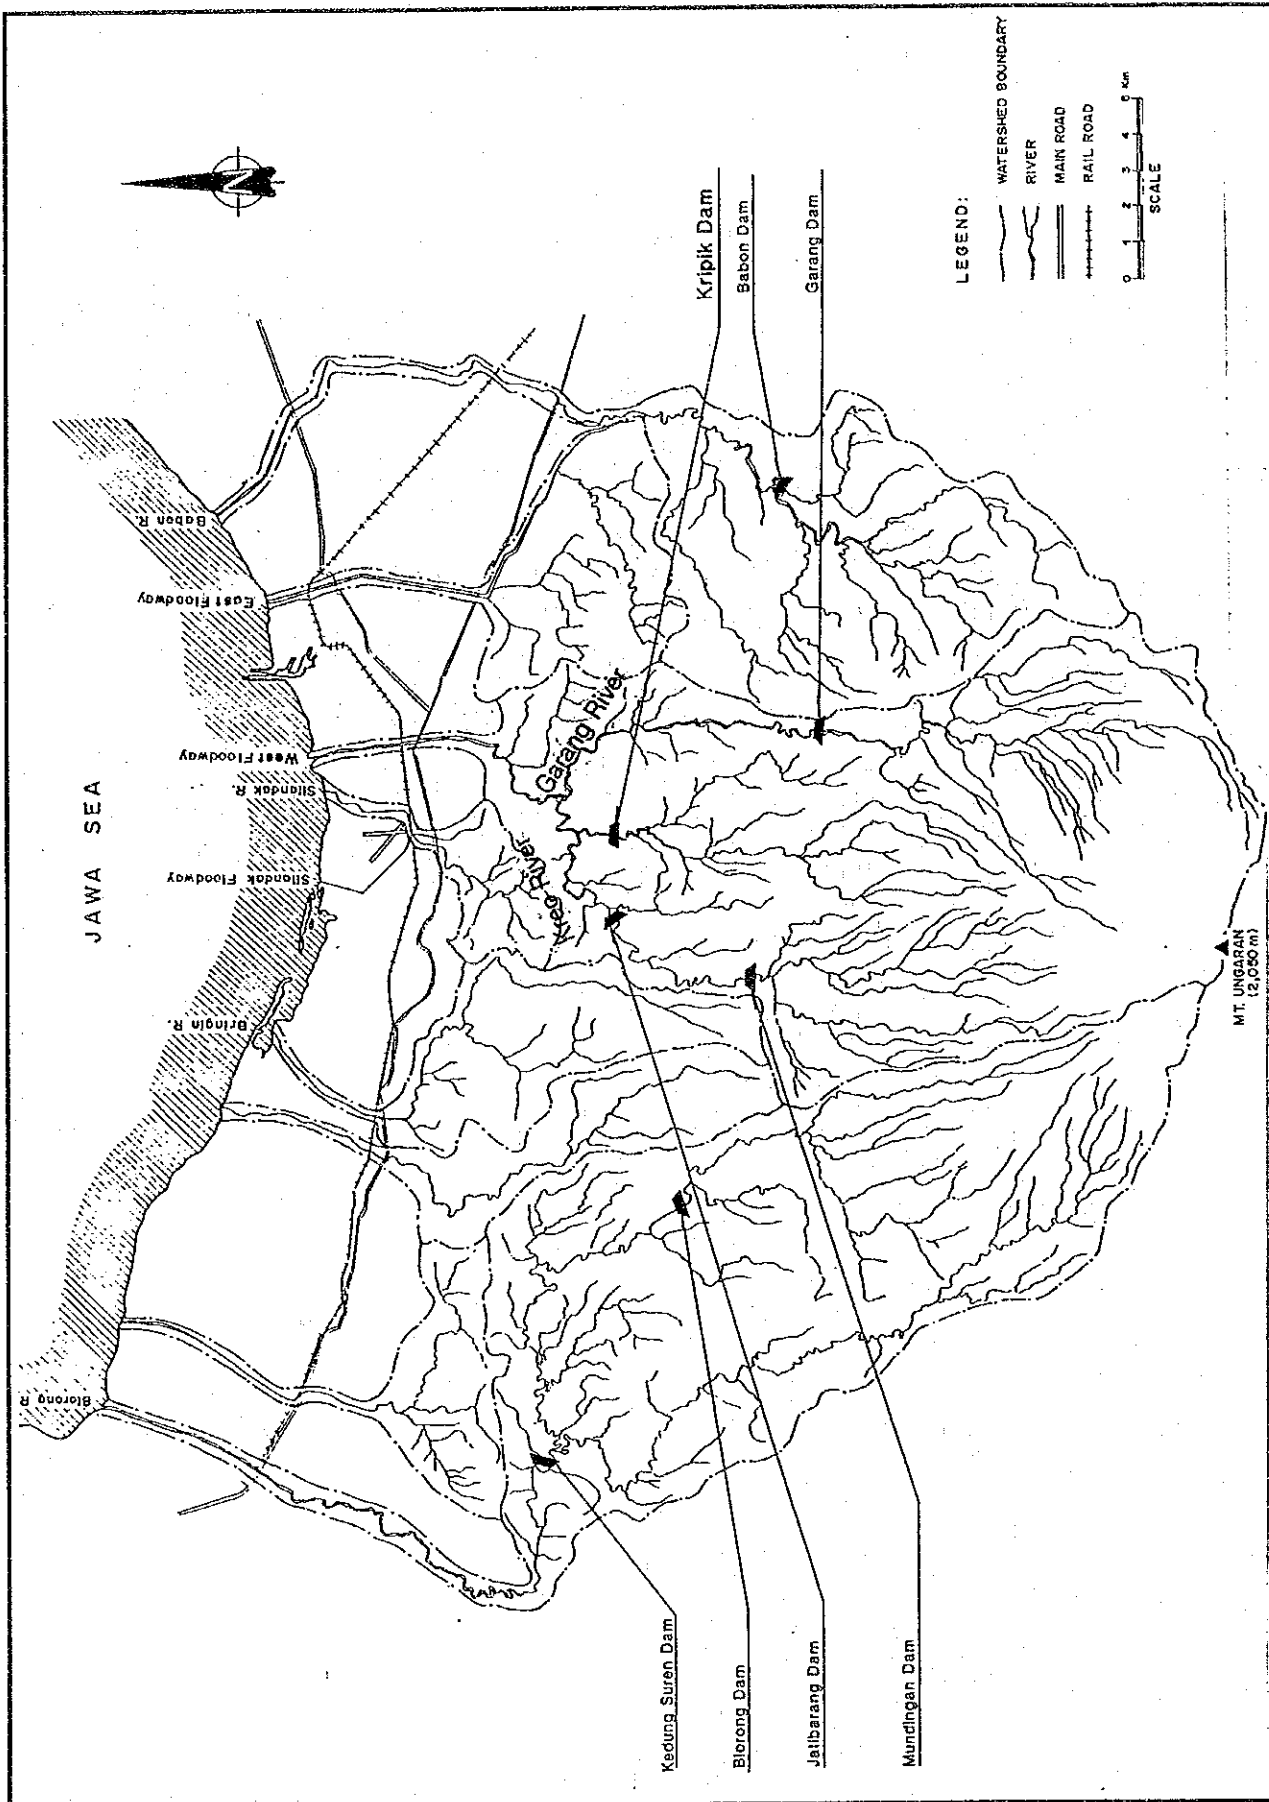 JAWA SEA
N
Blorong R
Bringin R.
Silandak Floodway
Silandak R.
West Floodway
East Floodway
Babon R.
Garang River
Kreo River
Kripik Dam
Babon Dam
Garang Dam
Kedung Suren Dam
Blorong Dam
Jatibarang Dam
Mundingan Dam
MT. UNGARAN
(2,050 m)
LEGEND:
WATERSHED BOUNDARY
RIVER
MAIN ROAD
RAIL ROAD
0 1 2 3 4 6 Km
SCALE